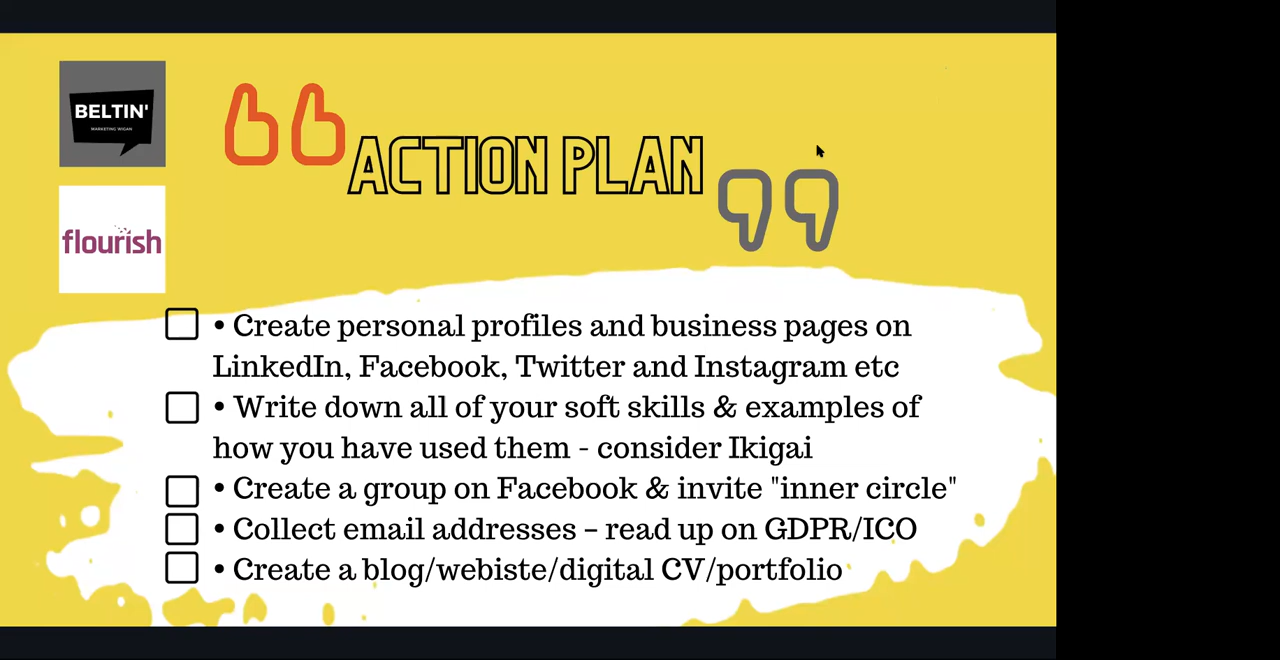 BELTIN'
MARKETING WIGAN
flourish
ACTION PLAN
• Create personal profiles and business pages on
LinkedIn, Facebook, Twitter and Instagram etc
• Write down all of your soft skills & examples of
how you have used them - consider Ikigai
• Create a group on Facebook & invite "inner circle"
• Collect email addresses – read up on GDPR/ICO
• Create a blog/webiste/digital CV/portfolio